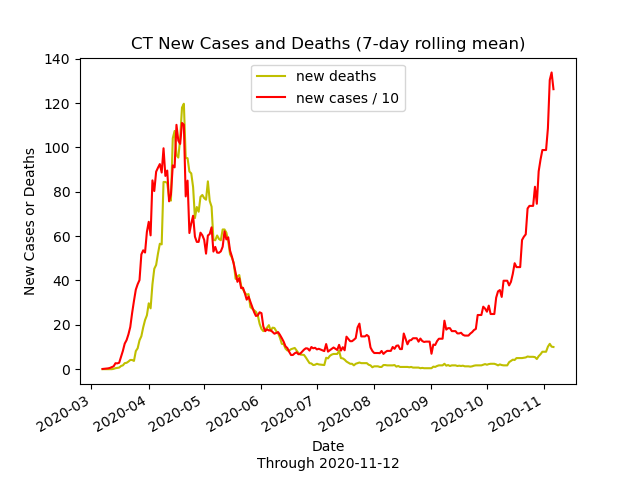 CT New Cases and Deaths (7-day rolling mean)
new deaths
new cases / 10
New Cases or Deaths
140
120
100
80
60
40
20
0
2020-03
2020-04
2020-05
2020-06
2020-07
2020-08
2020-09
2020-10
2020-11
Date
Through 2020-11-12